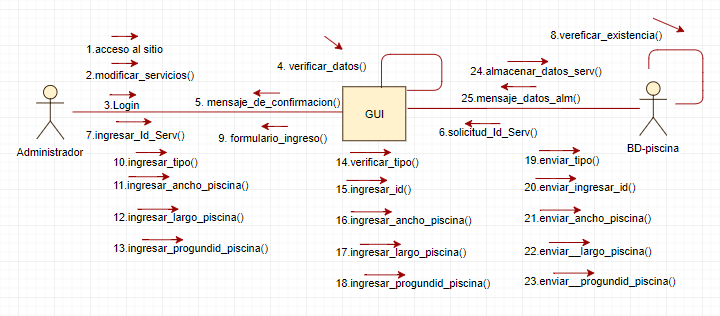 1.acceso al sitio
2.modificar_servicios()
3.Login
Administrador
7.ingresar_Id_Serv()
10.ingresar_tipo()
11.ingresar_ancho_piscina()
12.ingresar_largo_piscina()
13.ingresar_progundid_piscina()
4. verificar_datos()
5. mensaje_de_confirmacion()
GUI
9. formulario_ingreso()
14.verificar_tipo()
15.ingresar_id()
16.ingresar_ancho_piscina()
17.ingresar_largo_piscina()
18.ingresar_progundid_piscina()
8.vereficar_existencia()
24.almacenar_datos_serv()
25.mensaje_datos_alm()
6.solicitud_Id_Serv()
BD-piscina
19.enviar_tipo()
20.enviar_ingresar_id()
21.enviar_ancho_piscina()
22.enviar__largo_piscina()
23.enviar__progundid_piscina()